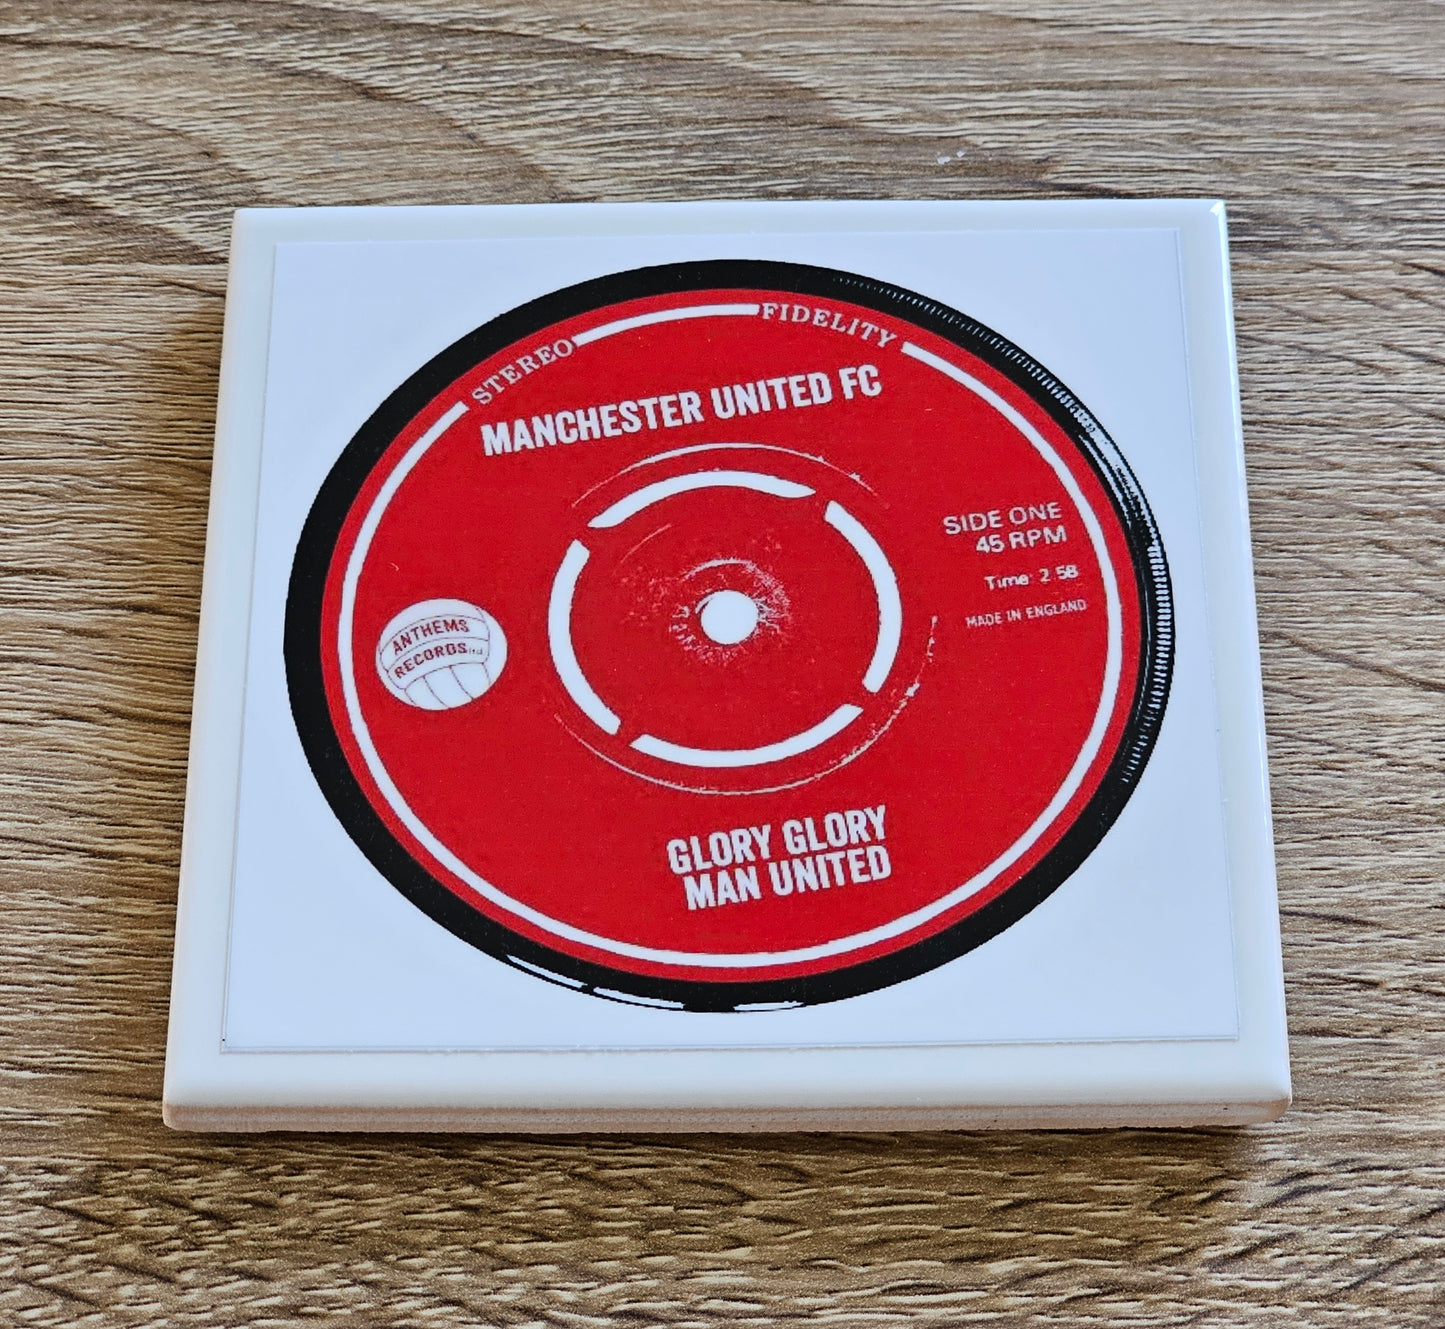 STEREO FIDELITY
MANCHESTER UNITED FC
SIDE ONE
45 RPM
Time: 2.58
MADE IN ENGLAND
ANTHEMS
RECORDS ltd.
GLORY GLORY
MAN UNITED